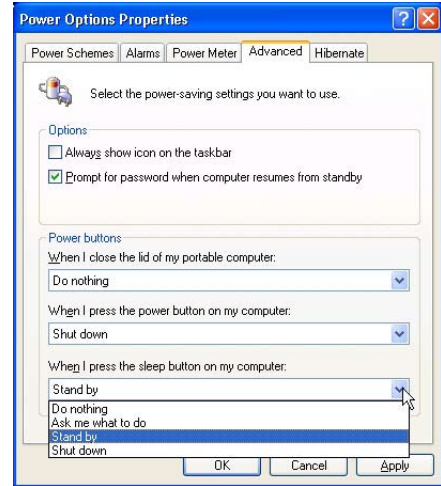 Power Options Properties
Power Schemes Alarms Power Meter Advanced Hibernate
Select the power-saving settings you want to use.
Options
Always show icon on the taskbar
Prompt for password when computer resumes from standby
Power buttons
When I close the lid of my portable computer:
Do nothing
When I press the power button on my computer:
Shut down
When I press the sleep button on my computer:
Stand by
Do nothing
Ask me what to do
Stand by
Shut down
OK Cancel Apply